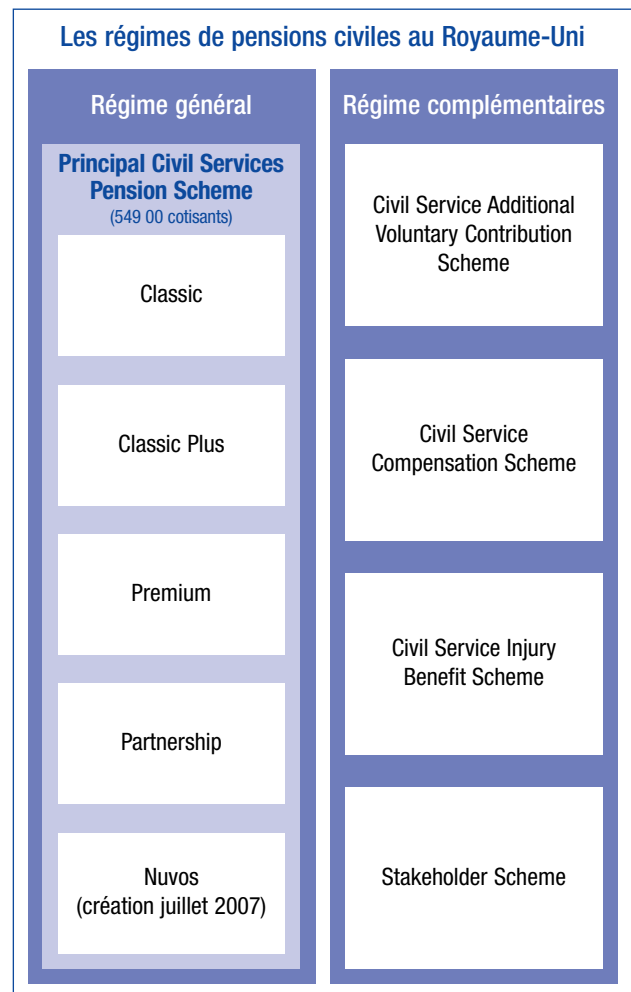 Les régimes de pensions civiles au Royaume-Uni
Régime général
Principal Civil Services
Pension Scheme
(549 00 cotisants)
Classic
Classic Plus
Premium
Partnership
Nuvos
(création juillet 2007)
Régime complémentaires
Civil Service Additional
Voluntary Contribution
Scheme
Civil Service
Compensation Scheme
Civil Service Injury
Benefit Scheme
Stakeholder Scheme